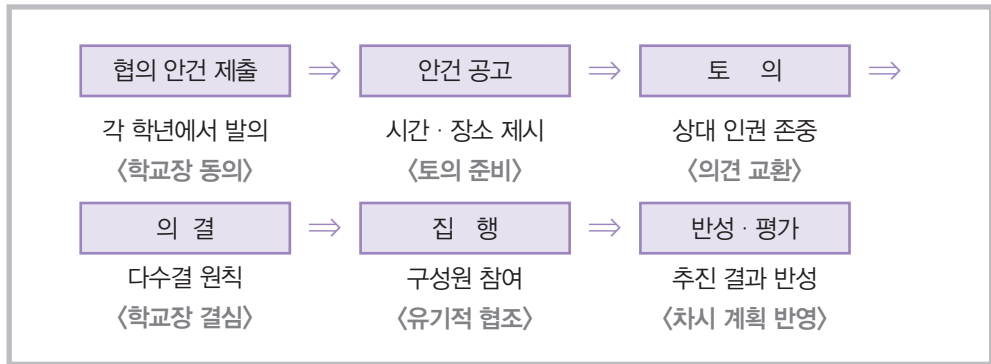 협의 안건 제출 ⇒ 안건 공고 ⇒ 토 의 ⇒
각 학년에서 발의 시간 · 장소 제시 상대 인권 존중
〈학교장 동의〉 〈토의 준비〉 〈의견 교환〉
의 결 ⇒ 집 행 ⇒ 반성 · 평가
다수결 원칙 구성원 참여 추진 결과 반성
〈학교장 결심〉 〈유기적 협조〉 〈차시 계획 반영〉